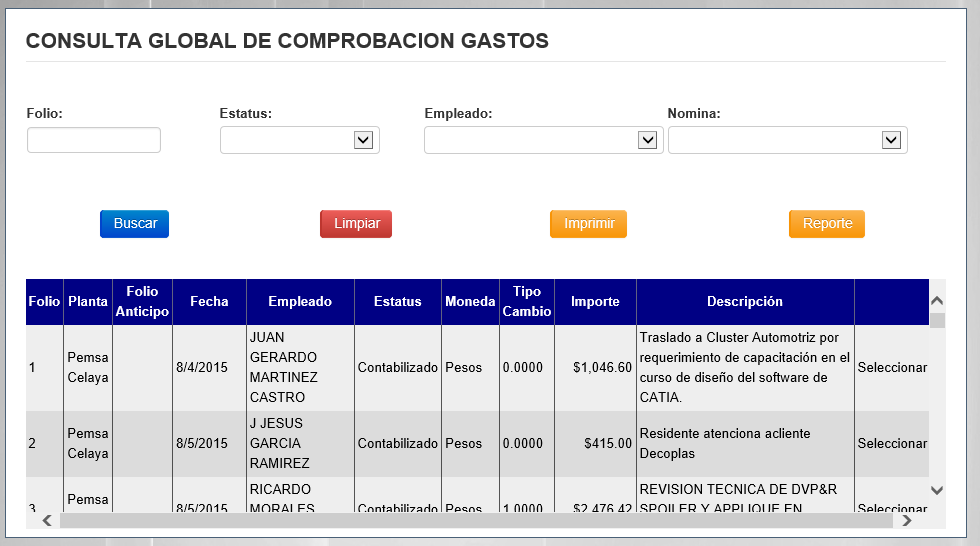 CONSULTA GLOBAL DE COMPROBACION GASTOS
Folio: Estatus: Empleado: Nomina:
Buscar Limpiar Imprimir Reporte
Folio Planta Folio Anticipo Fecha Empleado Estatus Moneda Tipo Cambio Importe Descripción
1 Pemsa Celaya 8/4/2015 JUAN GERARDO MARTINEZ CASTRO Contabilizado Pesos 0.0000 $1,046.60 Traslado a Cluster Automotriz por requerimiento de capacitación en el curso de diseño del software de CATIA. Seleccionar
2 Pemsa Celaya 8/5/2015 J JESUS GARCIA RAMIREZ Contabilizado Pesos 0.0000 $415.00 Residente atenciona acliente Decoplas Seleccionar
3 Pemsa 8/5/2015 RICARDO MORALES Contabilizado Pesos 1.0000 $2,476.42 REVISION TECNICA DE DVP&R SPOILER Y APPLIQUE EN Seleccionar